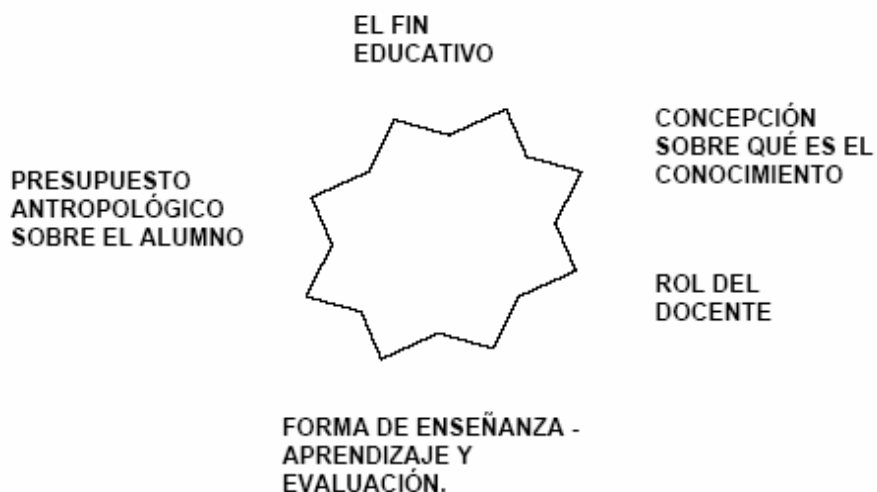 EL FIN
EDUCATIVO
CONCEPCIÓN
SOBRE QUÉ ES EL
CONOCIMIENTO
PRESUPUESTO
ANTROPOLÓGICO
SOBRE EL ALUMNO
ROL DEL
DOCENTE
FORMA DE ENSEÑANZA -
APRENDIZAJE Y
EVALUACIÓN.